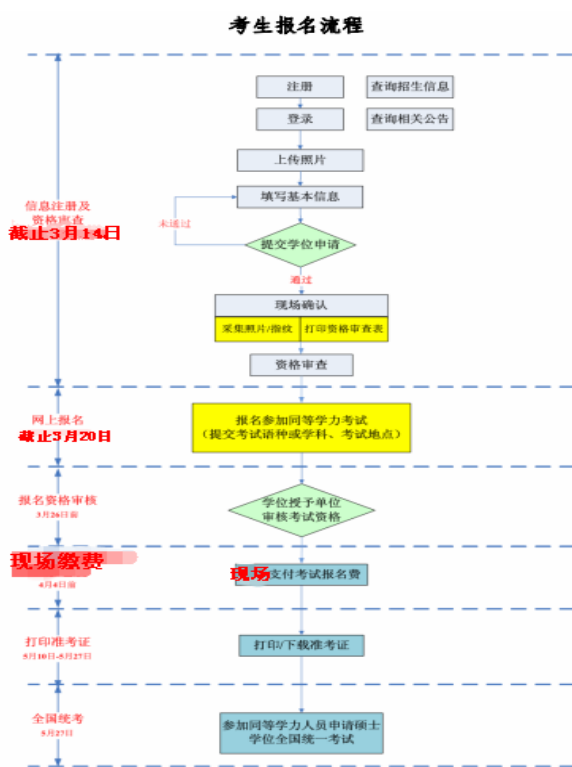 考生报名流程
注册
查询招生信息
登录
查询相关公告
上传照片
填写基本信息
信息注册及
资格审查
截止3月14日
未通过
提交学位申请
通过
现场确认
采集照片/指纹
打印资格审查表
资格审查
网上报名
截止3月20日
报名参加同等学力考试
(提交考试语种或学科、考试地点)
报名资格审核
3月26日前
学位授予单位
审核考试资格
现场缴费
4月4日前
现场支付考试报名费
打印准考证
5月10日-5月27日
打印/下载准考证
全国统考
5月27日
参加同等学力人员申请硕士
学位全国统一考试